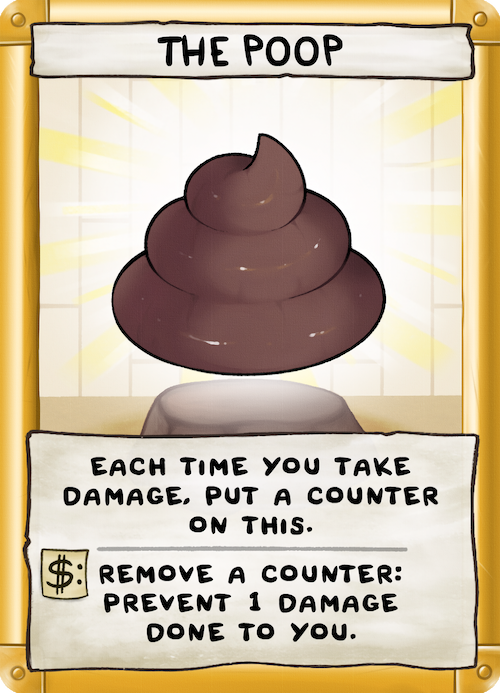 THE POOP
EACH TIME YOU TAKE
DAMAGE, PUT A COUNTER
ON THIS.
$: REMOVE A COUNTER:
PREVENT 1 DAMAGE
DONE TO YOU.